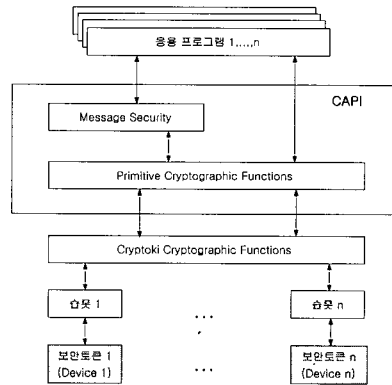 응용 프로그램 1,....,n
CAPI
Message Security
Primitive Cryptographic Functions
Cryptoki Cryptographic Functions
슬롯 1
...
슬롯 n
보안토큰 1
(Device 1)
...
보안토큰 n
(Device n)